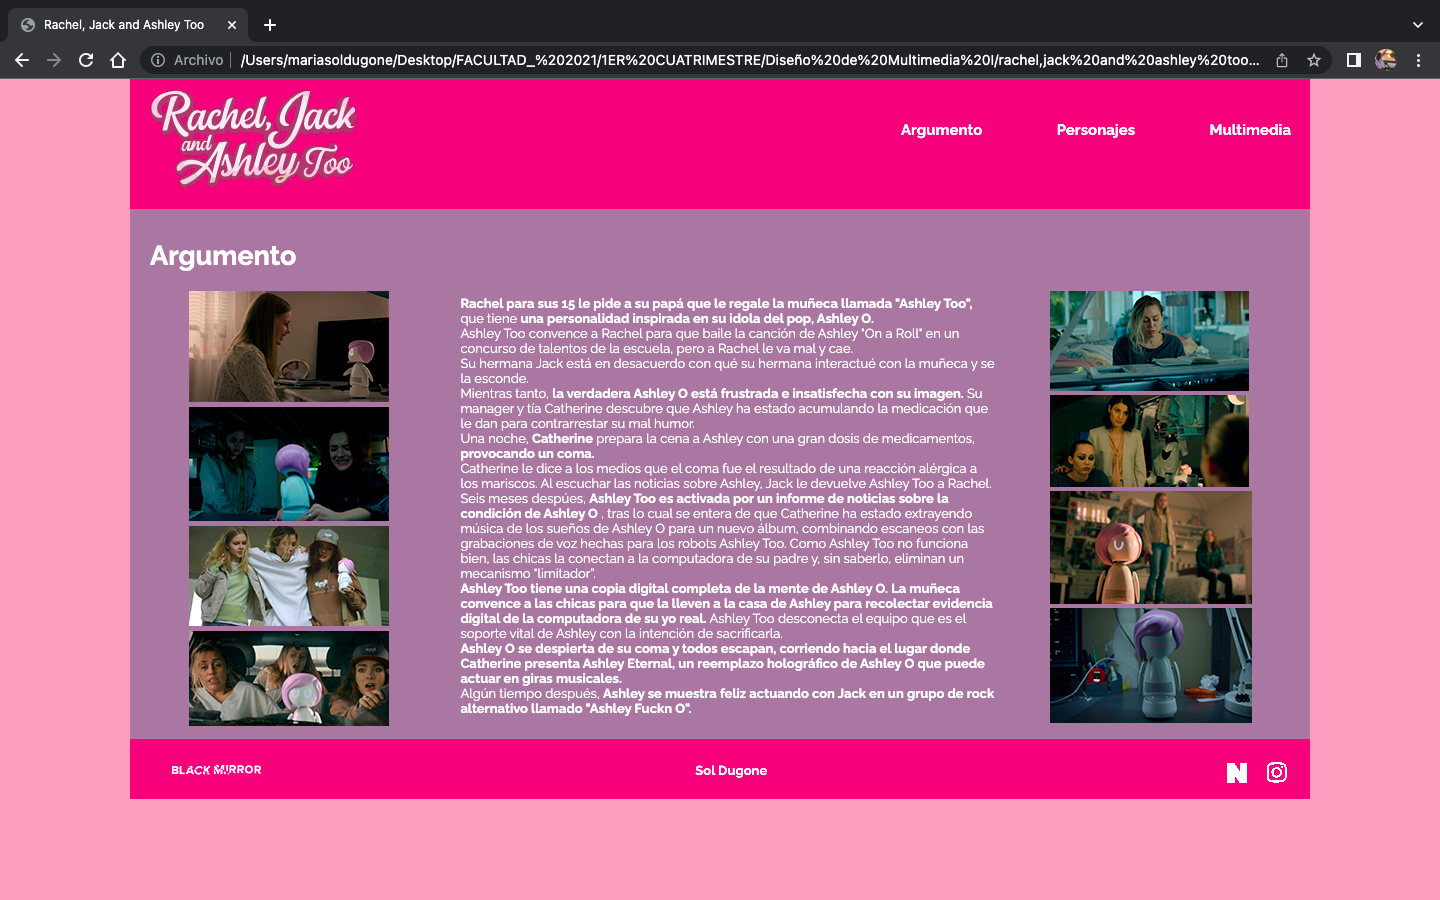 Rachel, Jack and Ashley Too
Archivo
/Users/mariasoldugone/Desktop/FACULTAD_%202021/1ER%20CUATRIMESTRE/Diseño%20de%20Multimedia%20I/rachel,jack%20and%20ashley%20too...
Rachel, Jack
and
Ashley Too
Argumento
Personajes
Multimedia
Argumento
Rachel para sus 15 le pide a su papá que le regale la muñeca llamada "Ashley Too",
que tiene una personalidad inspirada en su idola del pop, Ashley O.
Ashley Too convence a Rachel para que baile la canción de Ashley "On a Roll" en un
concurso de talentos de la escuela, pero a Rachel le va mal y cae.
Su hermana Jack está en desacuerdo con qué su hermana interactué con la muñeca y se
la esconde.
Mientras tanto, la verdadera Ashley O está frustrada e insatisfecha con su imagen. Su
manager y tía Catherine descubre que Ashley ha estado acumulando la medicación que
le dan para contrarrestar su mal humor.
Una noche, Catherine prepara la cena a Ashley con una gran dosis de medicamentos,
provocando un coma.
Catherine le dice a los medios que el coma fue el resultado de una reacción alérgica a
los mariscos. Al escuchar las noticias sobre Ashley, Jack le devuelve Ashley Too a Rachel.
Seis meses despúes, Ashley Too es activada por un informe de noticias sobre la
condición de Ashley O , tras lo cual se entera de que Catherine ha estado extrayendo
música de los sueños de Ashley O para un nuevo álbum, combinando escaneos con las
grabaciones de voz hechas para los robots Ashley Too. Como Ashley Too no funciona
bien, las chicas la conectan a la computadora de su padre y, sin saberlo, eliminan un
mecanismo "limitador".
Ashley Too tiene una copia digital completa de la mente de Ashley O. La muñeca
convence a las chicas para que la lleven a la casa de Ashley para recolectar evidencia
digital de la computadora de su yo real. Ashley Too desconecta el equipo que es el
soporte vital de Ashley con la intención de sacrificarla.
Ashley O se despierta de su coma y todos escapan, corriendo hacia el lugar donde
Catherine presenta Ashley Eternal, un reemplazo holográfico de Ashley O que puede
actuar en giras musicales.
Algún tiempo después, Ashley se muestra feliz actuando con Jack en un grupo de rock
alternativo llamado "Ashley Fuckn O".
BLACK MIRROR
Sol Dugone
N